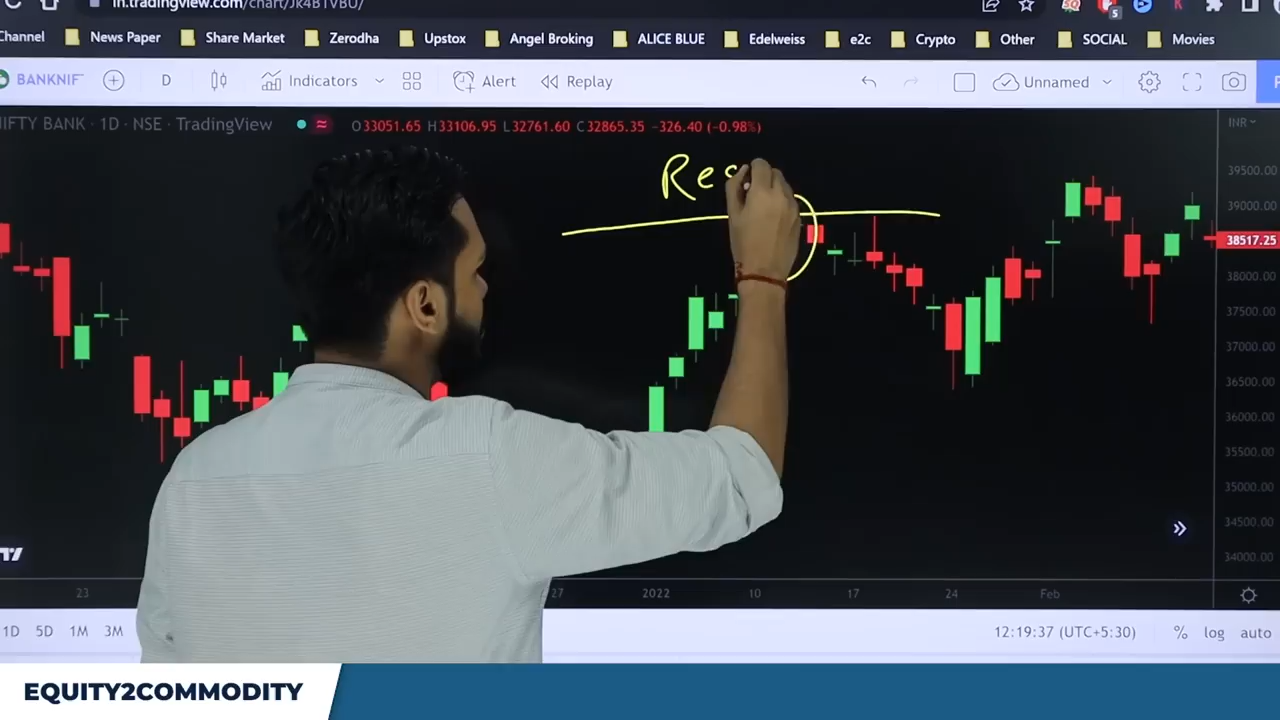 in.tradingview.com/chart/Jk4B1VBU/
Channel News Paper Share Market Zerodha Upstox Angel Broking ALICE BLUE Edelweiss e2c Crypto Other SOCIAL Movies
BANKNIF D Indicators Alert Replay Unnamed
NIFTY BANK · 1D · NSE · TradingView O33051.65 H33106.95 L32761.60 C32865.35 −326.40 (−0.98%) INR
Res
39500.00
39000.00
38517.25
38000.00
37500.00
37000.00
36500.00
36000.00
35500.00
35000.00
34500.00
34000.00
23 27 2022 10 17 24 Feb
1D 5D 1M 3M 12:19:37 (UTC+5:30) % log auto
EQUITY2COMMODITY